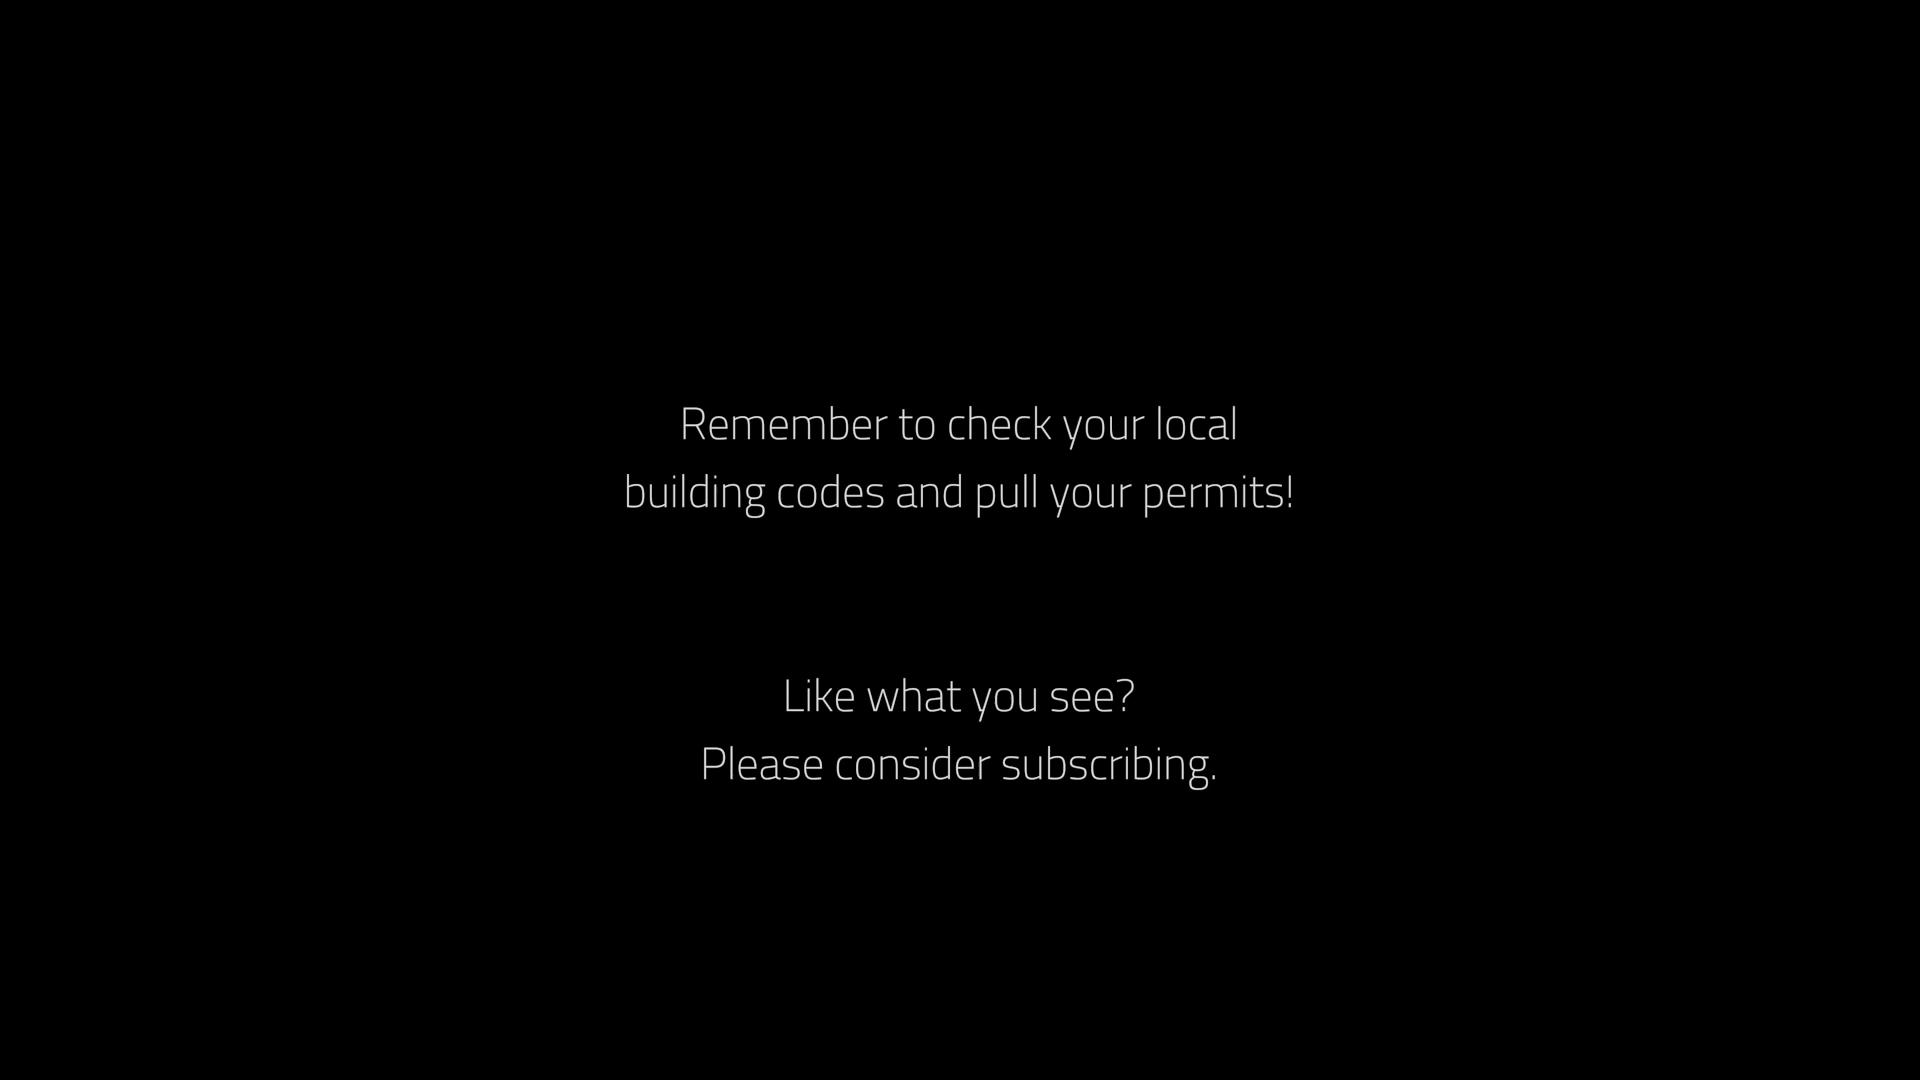 Remember to check your local
building codes and pull your permits!
Like what you see?
Please consider subscribing.